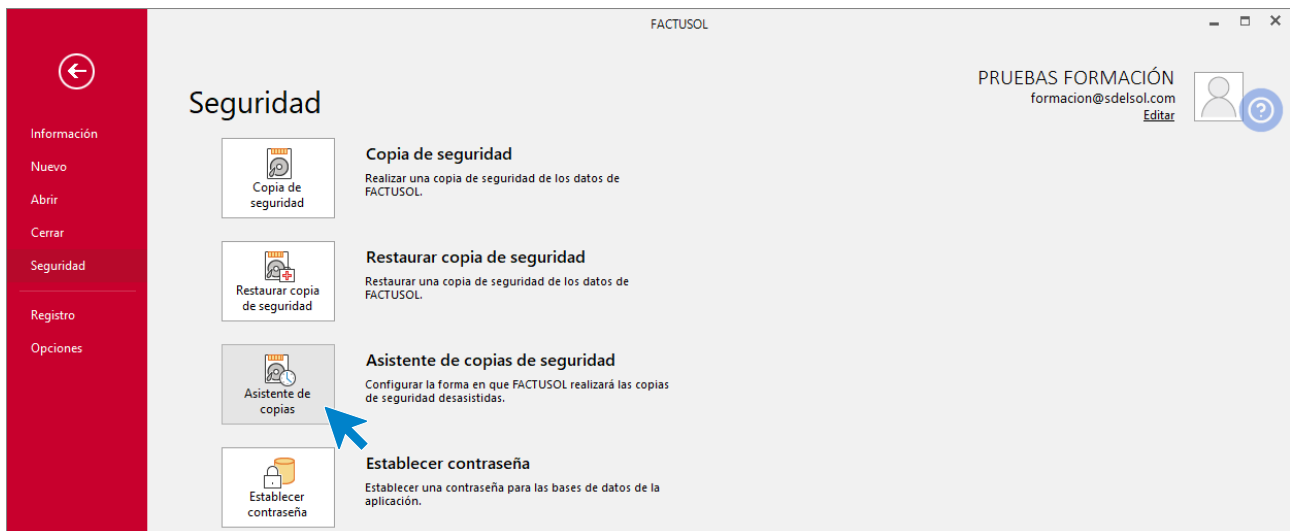 FACTUSOL
PRUEBAS FORMACIÓN
formacion@sdelsol.com
Editar
Información
Nuevo
Abrir
Cerrar
Seguridad
Registro
Opciones
Seguridad
Copia de
seguridad
Copia de seguridad
Realizar una copia de seguridad de los datos de
FACTUSOL.
Restaurar copia
de seguridad
Restaurar copia de seguridad
Restaurar una copia de seguridad de los datos de
FACTUSOL.
Asistente de
copias
Asistente de copias de seguridad
Configurar la forma en que FACTUSOL realizará las copias
de seguridad desasistidas.
Establecer
contraseña
Establecer contraseña
Establecer una contraseña para las bases de datos de la
aplicación.